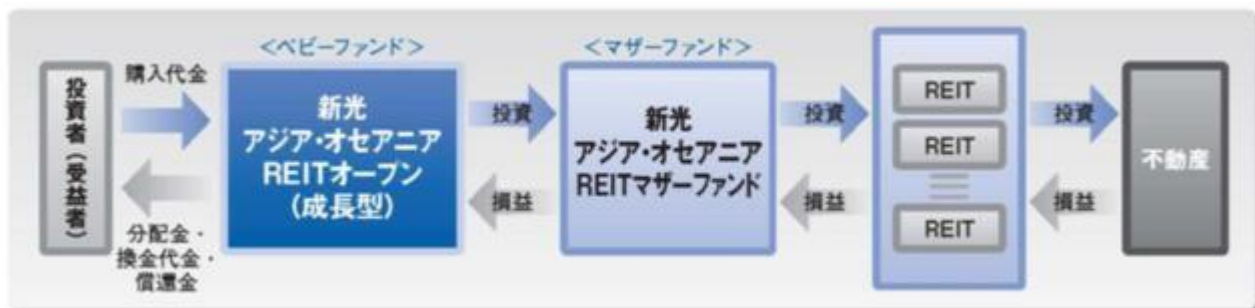 投資者(受益者)
購入代金
分配金・
換金代金・
償還金
<ベビーファンド>
新光
アジア・オセアニア
REITオープン
(成長型)
投資
損益
<マザーファンド>
新光
アジア・オセアニア
REITマザーファンド
投資
損益
REIT
REIT
REIT
投資
損益
不動産